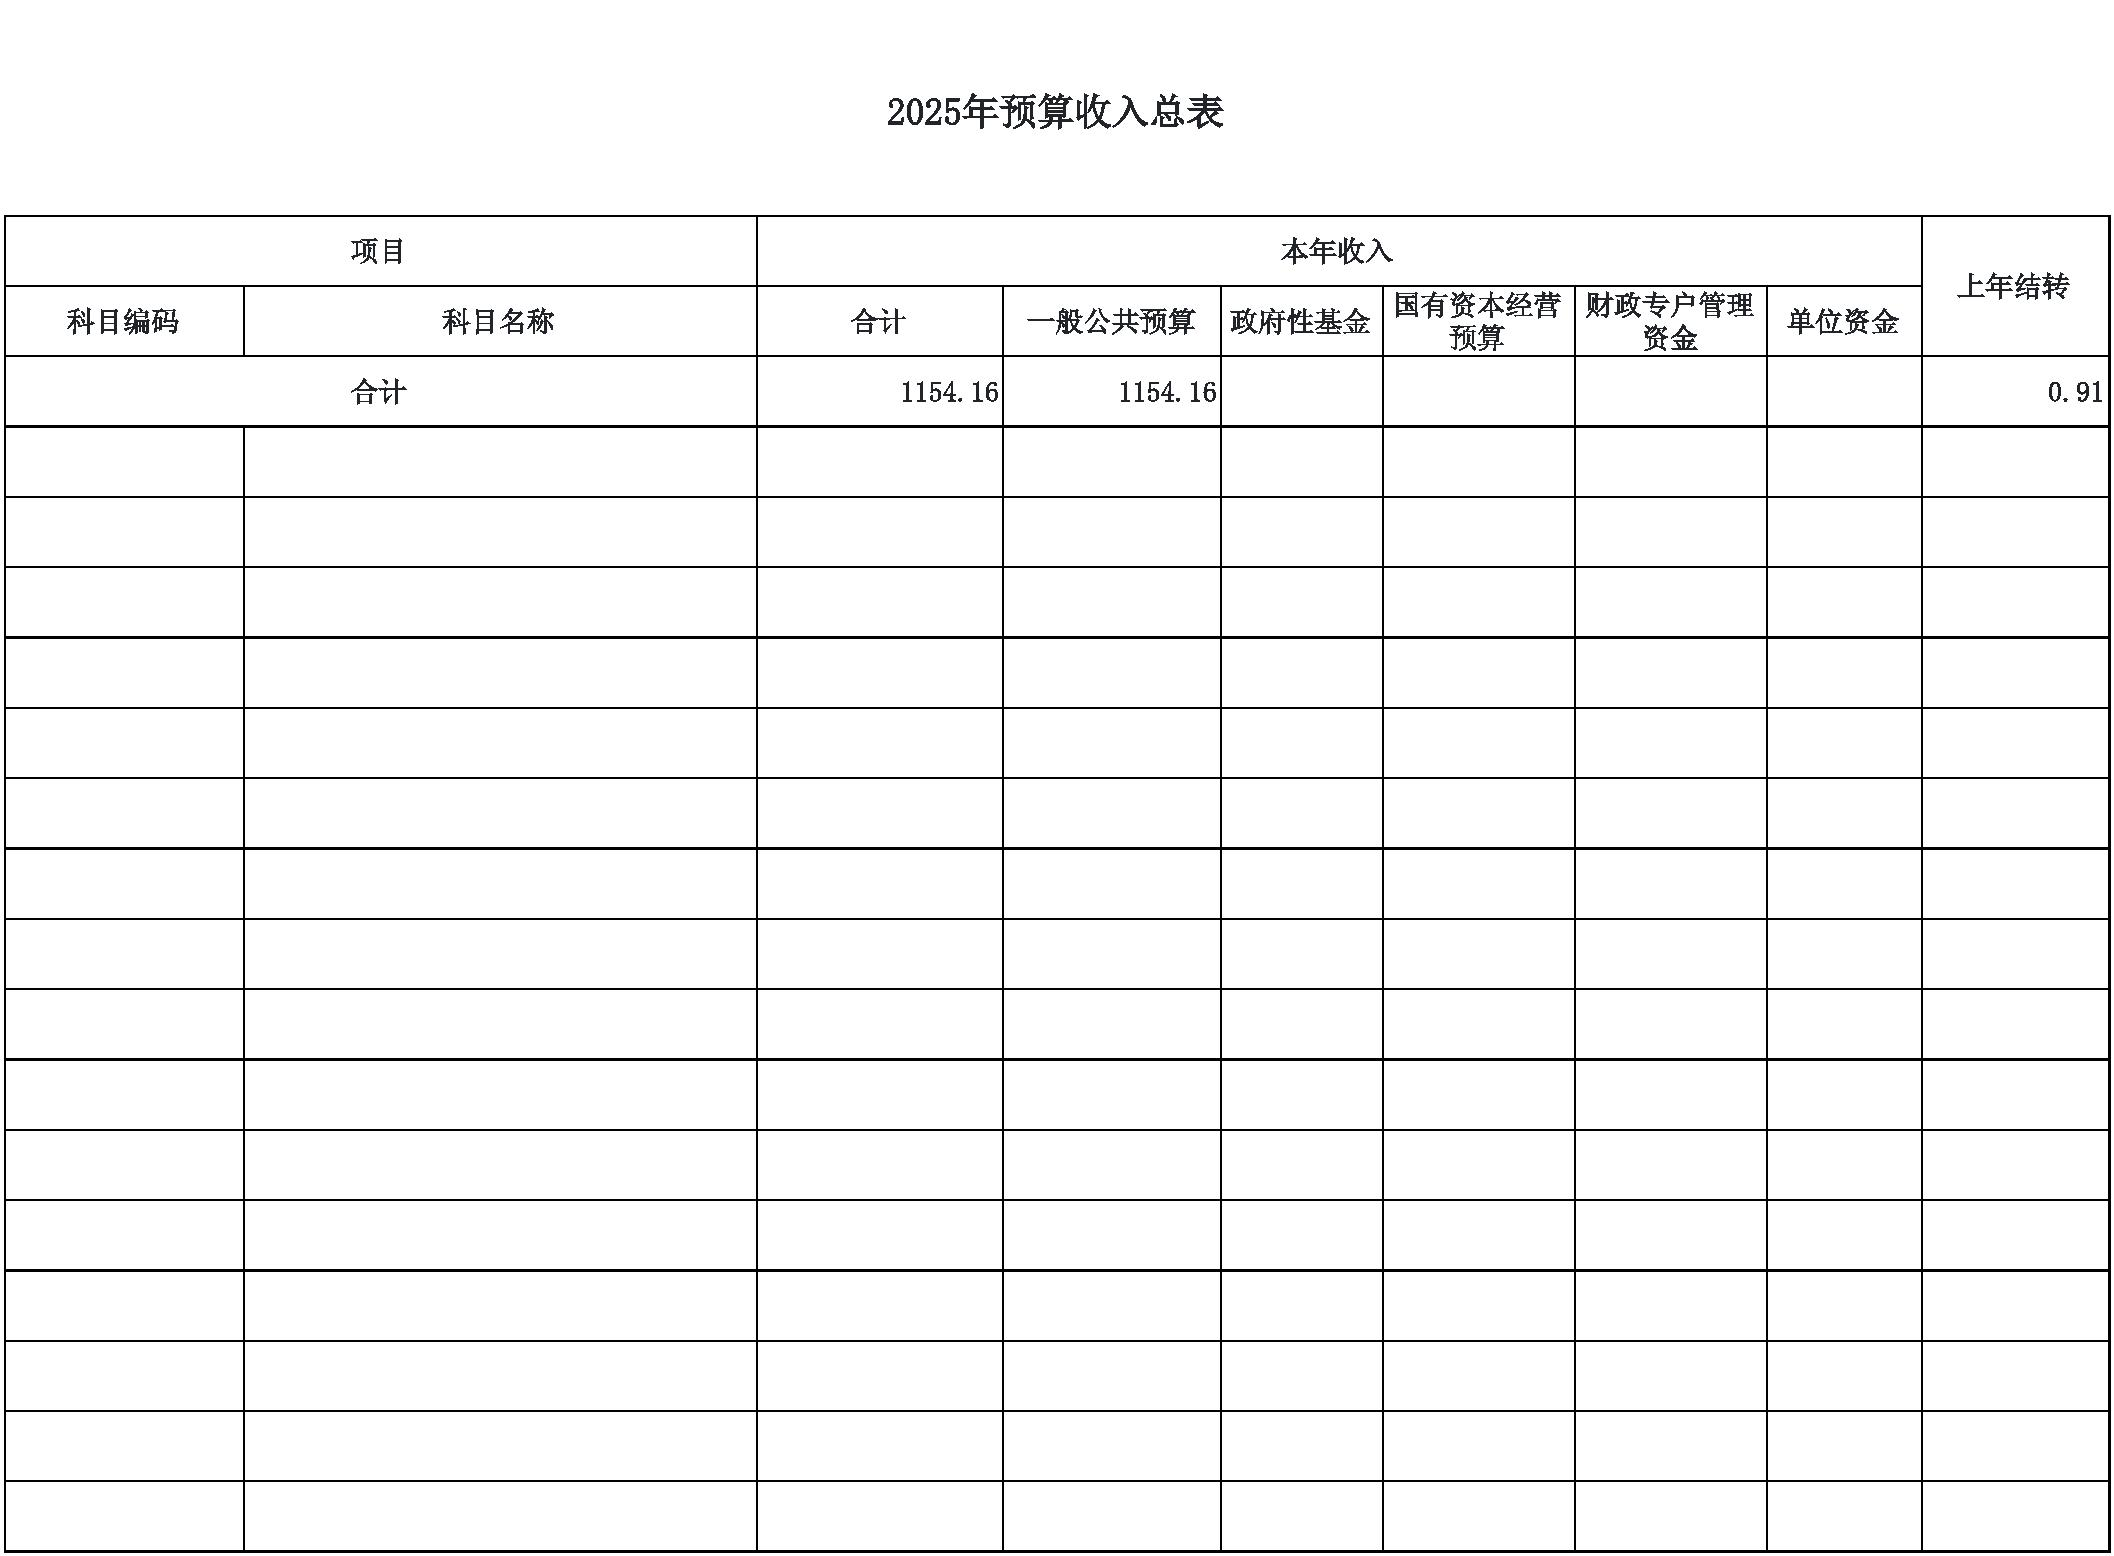 2025年预算收入总表
项目 本年收入 上年结转
科目编码 科目名称 合计 一般公共预算 政府性基金 国有资本经营预算 财政专户管理资金 单位资金
合计 1154.16 1154.16 0.91